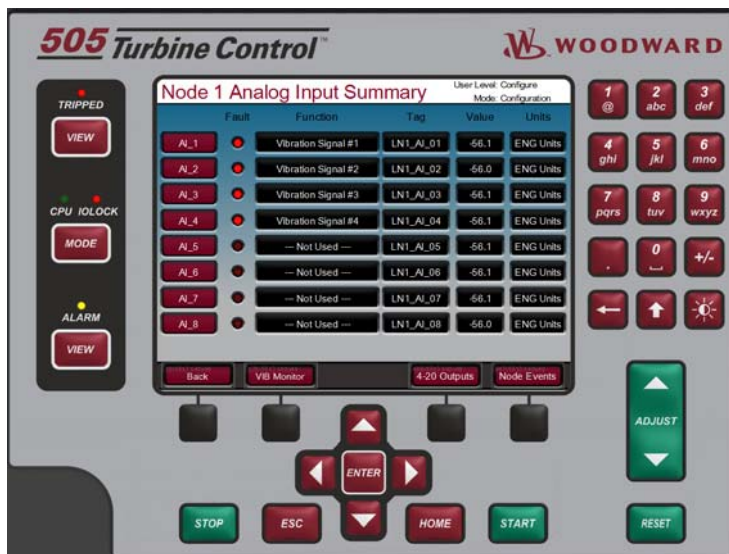 505 Turbine Control™
WOODWARD
TRIPPED
VIEW
CPU IOLOCK
MODE
ALARM
VIEW
Node 1 Analog Input Summary
User Level: Configure
Mode: Configuration
Fault Function Tag Value Units
AI_1 Vibration Signal #1 LN1_AI_01 -56.1 ENG Units
AI_2 Vibration Signal #2 LN1_AI_02 -56.0 ENG Units
AI_3 Vibration Signal #3 LN1_AI_03 -56.1 ENG Units
AI_4 Vibration Signal #4 LN1_AI_04 -56.1 ENG Units
AI_5 --- Not Used --- LN1_AI_05 -56.1 ENG Units
AI_6 --- Not Used --- LN1_AI_06 -56.1 ENG Units
AI_7 --- Not Used --- LN1_AI_07 -56.1 ENG Units
AI_8 --- Not Used --- LN1_AI_08 -56.0 ENG Units
Back VIB Monitor 4-20 Outputs Node Events
1 2 3
@ abc def
4 5 6
ghi jkl mno
7 8 9
pqrs tuv wxyz
. 0 +/-
ADJUST
ENTER
STOP ESC HOME START RESET